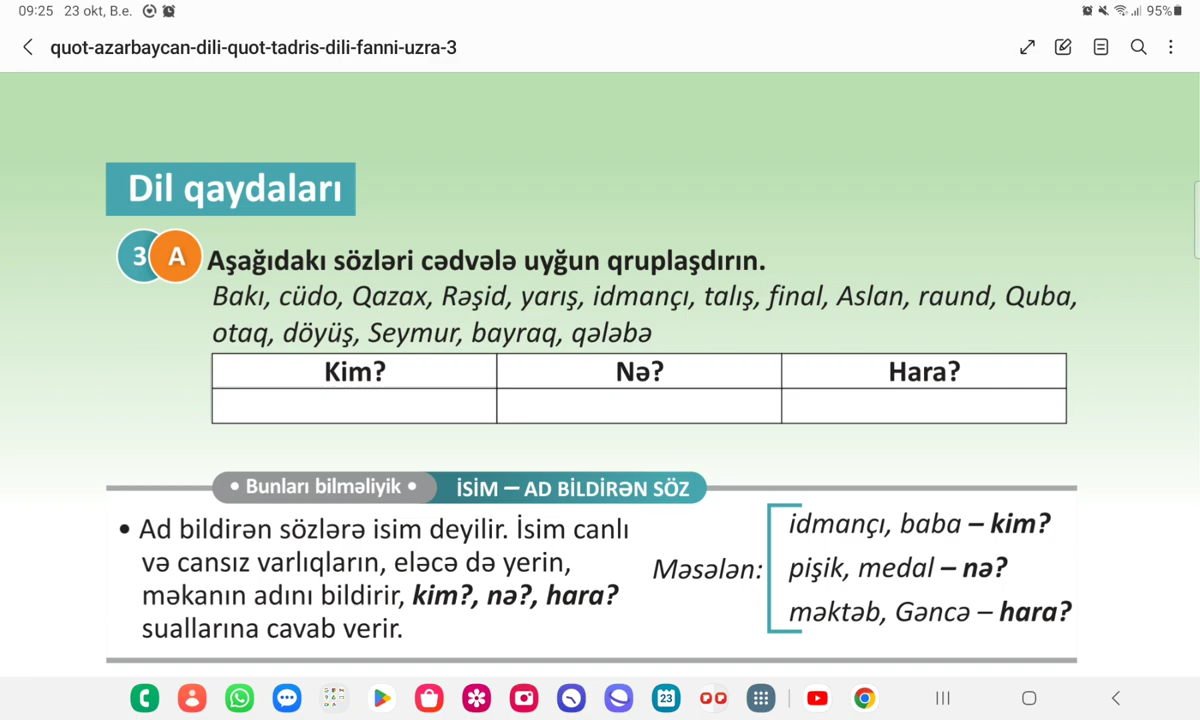 09:25 23 okt, B.e.
95%
quot-azarbaycan-dili-quot-tadris-dili-fanni-uzra-3
Dil qaydaları
3 A Aşağıdakı sözləri cədvələ uyğun qruplaşdırın.
Bakı, cüdo, Qazax, Rəşid, yarış, idmançı, talış, final, Aslan, raund, Quba,
otaq, döyüş, Seymur, bayraq, qələbə
Kim? Nə? Hara?
• Bunları bilməliyik • İSİM – AD BİLDİRƏN SÖZ
• Ad bildirən sözlərə isim deyilir. İsim canlı
və cansız varlıqların, eləcə də yerin,
məkanın adını bildirir, kim?, nə?, hara?
suallarına cavab verir.
Məsələn:
idmançı, baba – kim?
pişik, medal – nə?
məktəb, Gəncə – hara?
23